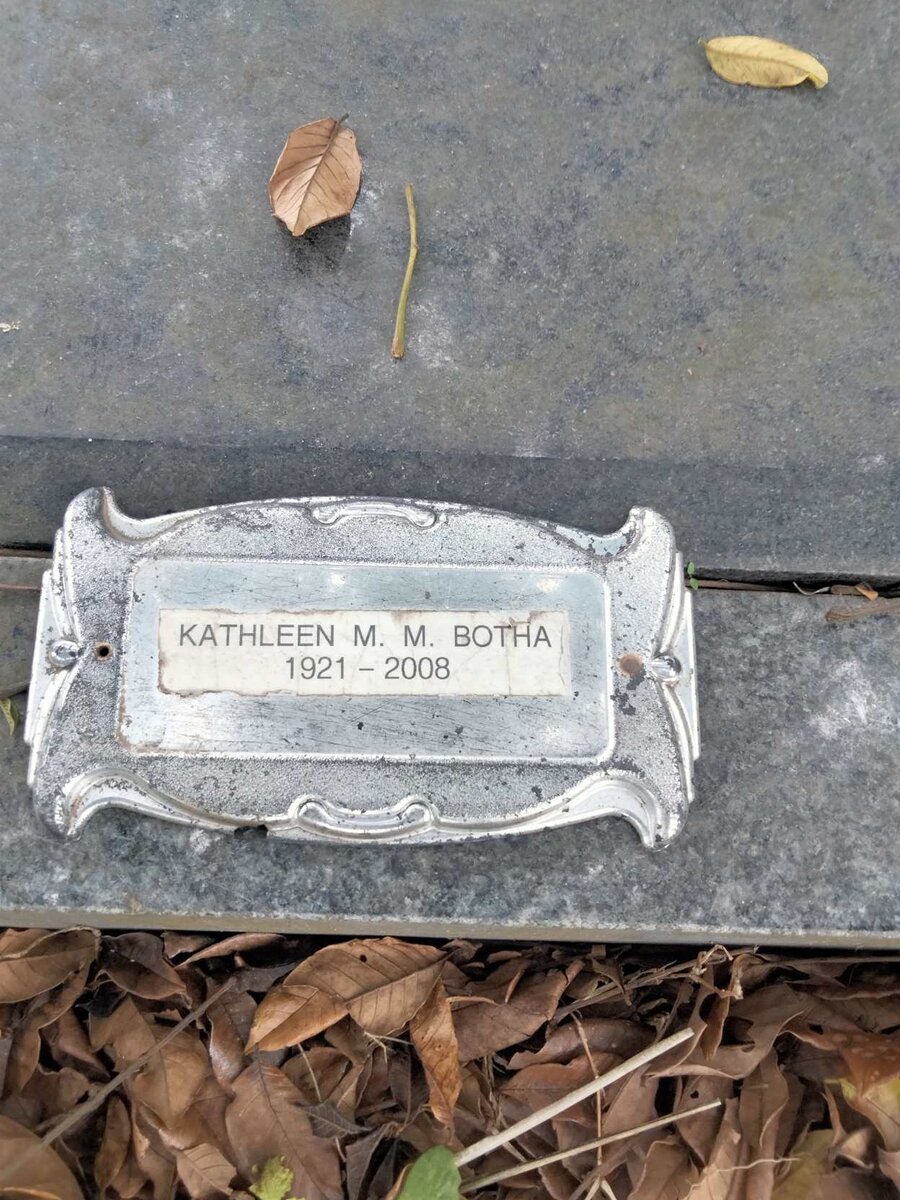 KATHLEEN M. M. BOTHA
1921 – 2008